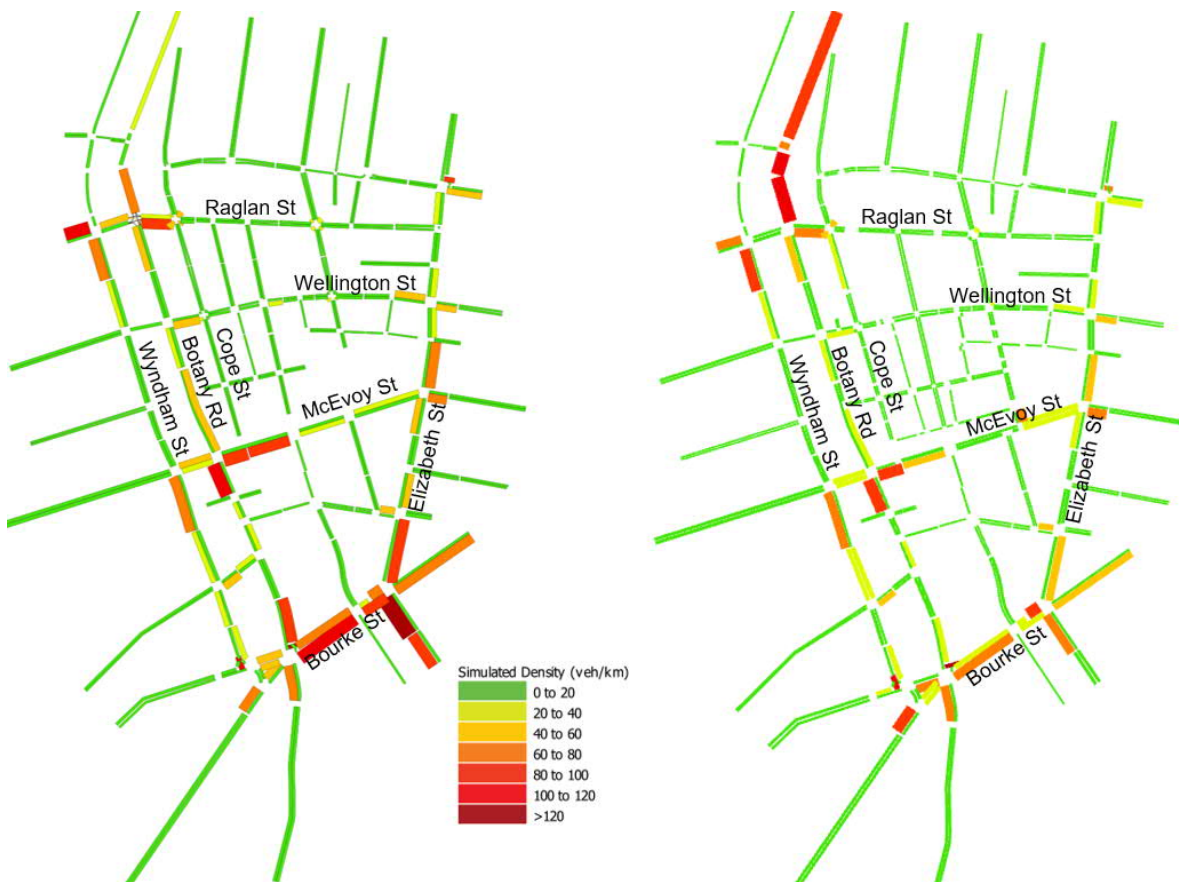 Raglan St
Wellington St
Wyndham St
Botany Rd
Cope St
McEvoy St
Elizabeth St
Bourke St
Simulated Density (veh/km)
0 to 20
20 to 40
40 to 60
60 to 80
80 to 100
100 to 120
>120
Raglan St
Wellington St
Wyndham St
Botany Rd
Cope St
McEvoy St
Elizabeth St
Bourke St